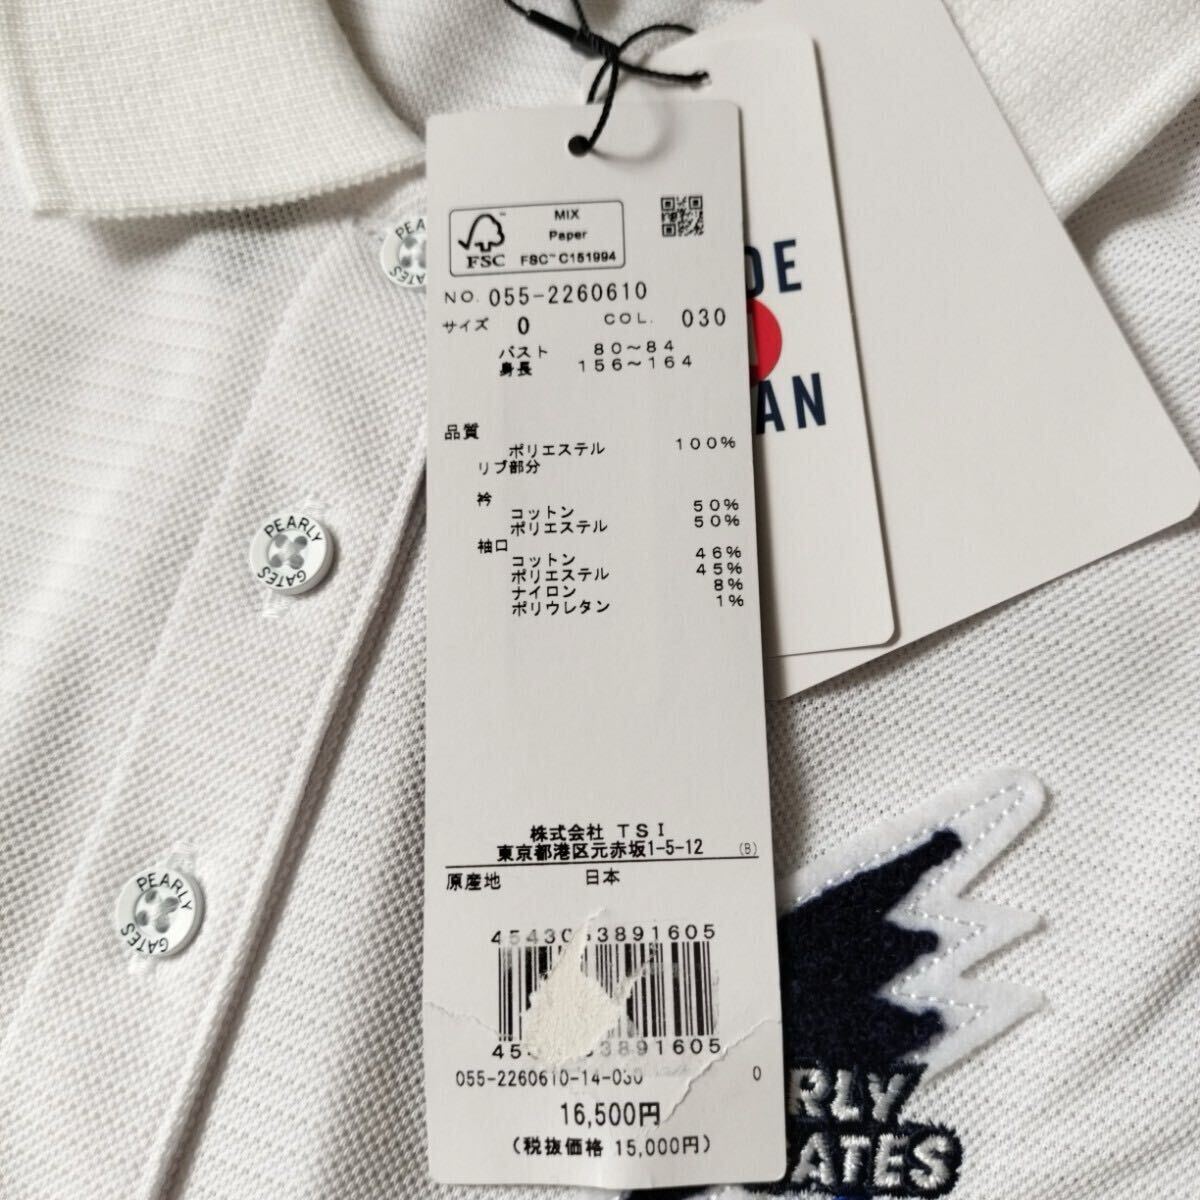 MIX
Paper
FSC™ C151994
FSC
NO. 055-2260610
サイズ 0 COL. 030
バスト 80～84
身長 156～164
品質
ポリエステル 100%
リブ部分
衿
コットン 50%
ポリエステル 50%
袖口
コットン 46%
ポリエステル 45%
ナイロン 8%
ポリウレタン 1%
株式会社 TSI
東京都港区元赤坂1-5-12 (B)
原産地 日本
4543053891605
3891605
055-2260610-14-030 0
16,500円
(税抜価格 15,000円)
DE
AN
PEARLY
PEARLY
GATES
PEARLY
GATES
RLY
ATES